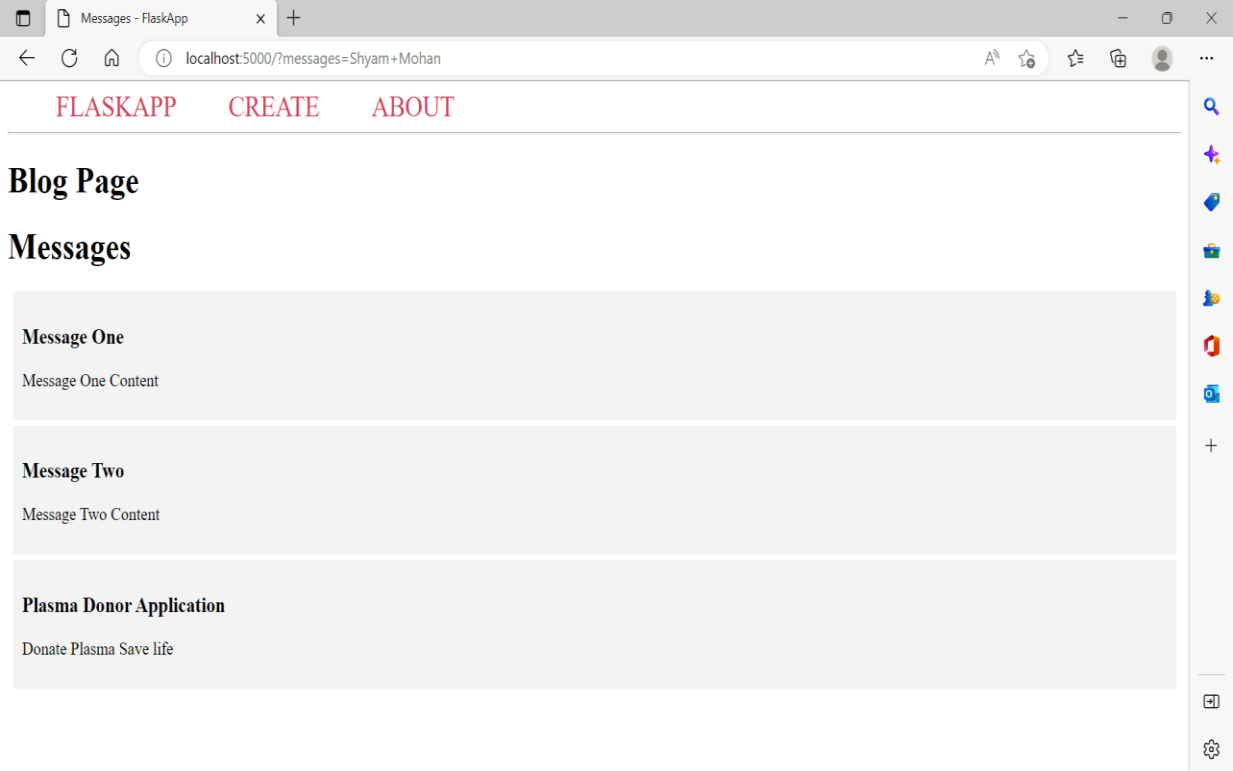 Messages - FlaskApp
localhost:5000/?messages=Shyam+Mohan
FLASKAPP CREATE ABOUT
Blog Page
Messages
Message One
Message One Content
Message Two
Message Two Content
Plasma Donor Application
Donate Plasma Save life